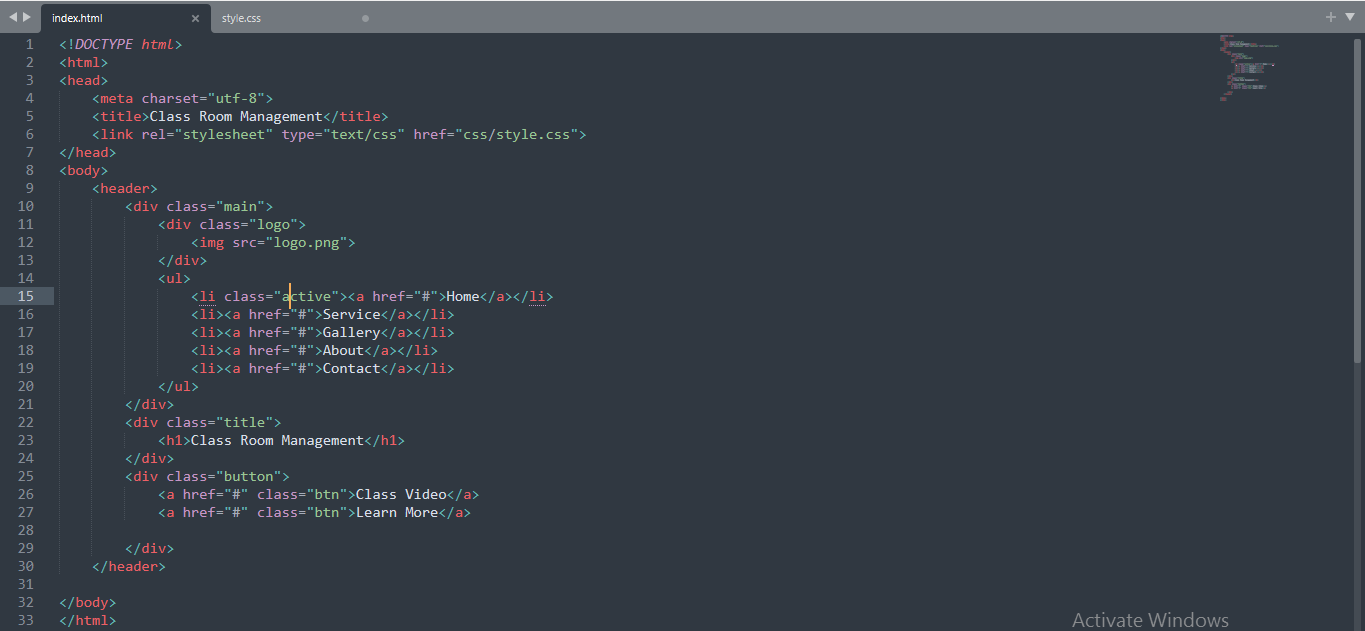 index.html
style.css
1 <!DOCTYPE html>
2 <html>
3 <head>
4     <meta charset="utf-8">
5     <title>Class Room Management</title>
6     <link rel="stylesheet" type="text/css" href="css/style.css">
7 </head>
8 <body>
9     <header>
10         <div class="main">
11             <div class="logo">
12                 <img src="logo.png">
13             </div>
14             <ul>
15                 <li class="active"><a href="#">Home</a></li>
16                 <li><a href="#">Service</a></li>
17                 <li><a href="#">Gallery</a></li>
18                 <li><a href="#">About</a></li>
19                 <li><a href="#">Contact</a></li>
20             </ul>
21         </div>
22         <div class="title">
23             <h1>Class Room Management</h1>
24         </div>
25         <div class="button">
26             <a href="#" class="btn">Class Video</a>
27             <a href="#" class="btn">Learn More</a>
28
29         </div>
30     </header>
31
32 </body>
33 </html>
Activate Windows